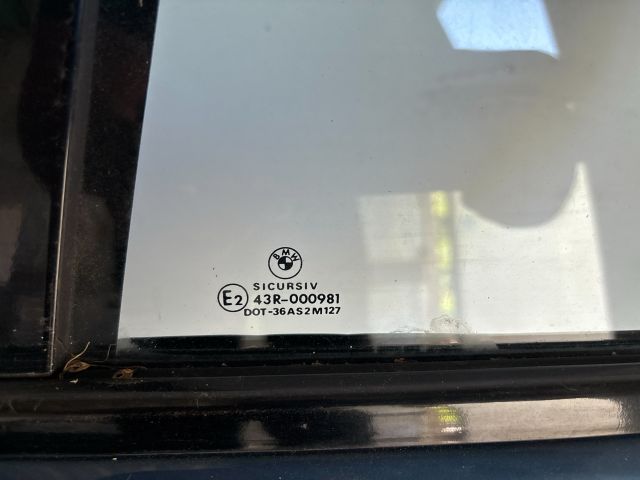 BMW
SICURSIV
E2 43R-000981
DOT-36AS2M127